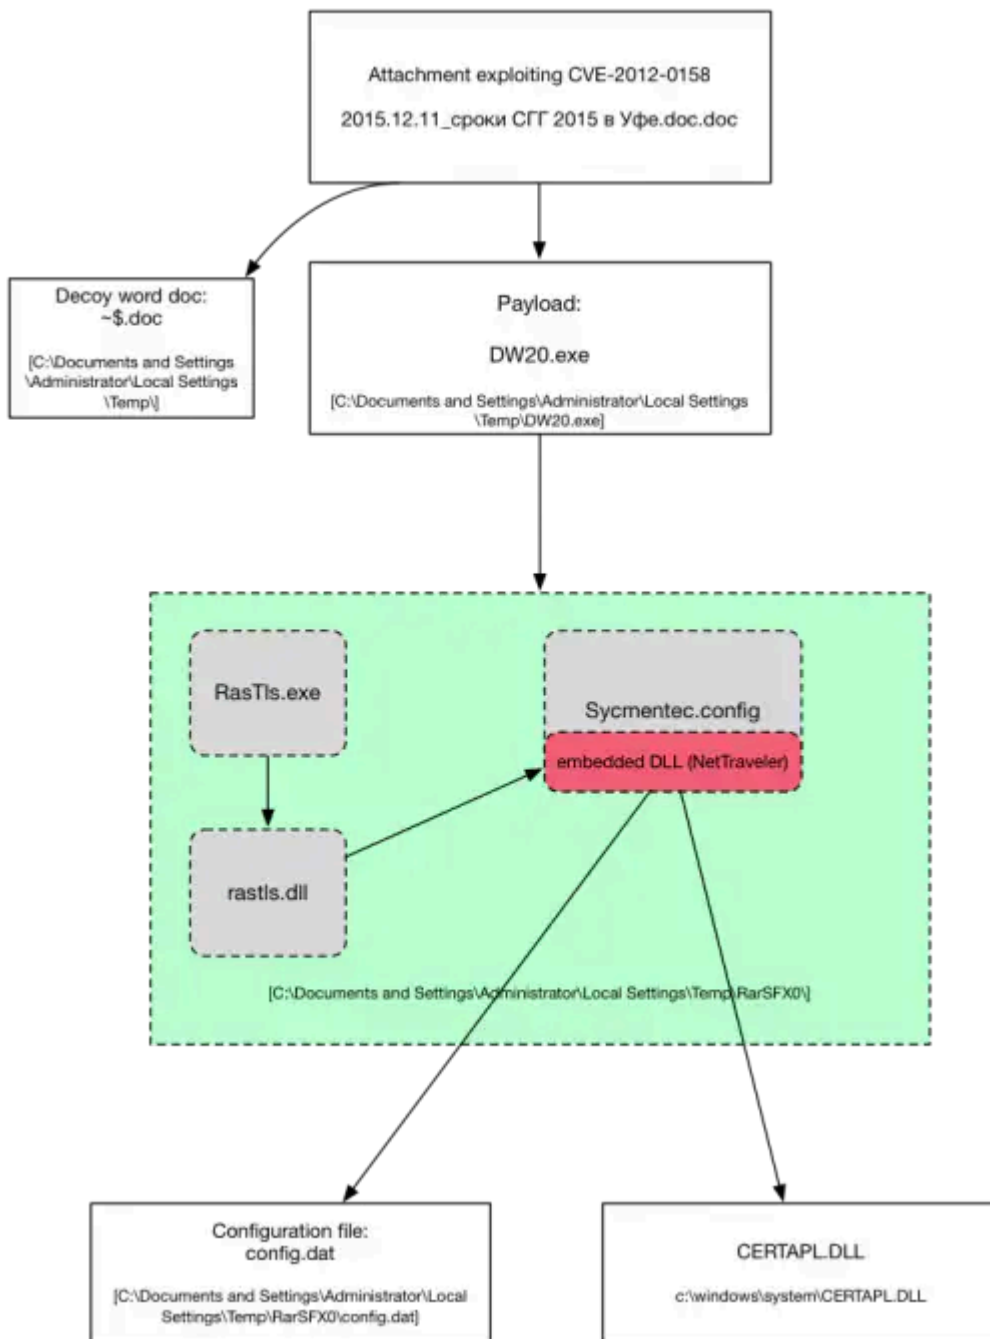 Attachment exploiting CVE-2012-0158
2015.12.11_сроки СГГ 2015 в Уфе.doc.doc
Decoy word doc:
~$.doc
[C:\Documents and Settings
\Administrator\Local Settings
\Temp\]
Payload:
DW20.exe
[C:\Documents and Settings\Administrator\Local Settings
\Temp\DW20.exe]
RasTls.exe
Sycmentec.config
embedded DLL (NetTraveler)
rastls.dll
[C:\Documents and Settings\Administrator\Local Settings\Temp\RarSFX0\]
Configuration file:
config.dat
[C:\Documents and Settings\Administrator\Local
Settings\Temp\RarSFX0\config.dat]
CERTAPL.DLL
c:\windows\system\CERTAPL.DLL